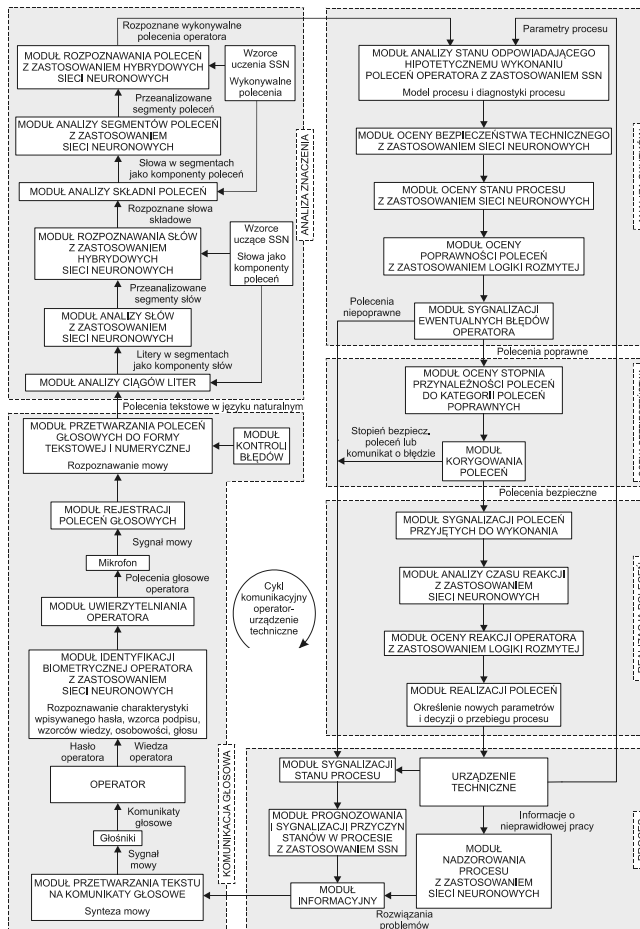 Rozpoznane wykonywalne
polecenia operatora
MODUŁ ROZPOZNAWANIA POLECEŃ
Z ZASTOSOWANIEM HYBRYDOWYCH
SIECI NEURONOWYCH
Wzorce
uczenia SSN
Wykonywalne
polecenia
Przeanalizowane
segmenty poleceń
MODUŁ ANALIZY SEGMENTÓW POLECEŃ
Z ZASTOSOWANIEM
SIECI NEURONOWYCH
Słowa w segmentach
jako komponenty poleceń
MODUŁ ANALIZY SKŁADNI POLECEŃ
Rozpoznane słowa
składowe
MODUŁ ROZPOZNAWANIA SŁÓW
Z ZASTOSOWANIEM
HYBRYDOWYCH
SIECI NEURONOWYCH
Wzorce
uczące SSN
Słowa jako
komponenty
poleceń
Przeanalizowane
segmenty słów
MODUŁ ANALIZY SŁÓW
Z ZASTOSOWANIEM
SIECI NEURONOWYCH
Litery w segmentach
jako komponenty słów
MODUŁ ANALIZY CIĄGÓW LITER
ANALIZA ZNACZENIA
Polecenia tekstowe w języku naturalnym
MODUŁ PRZETWARZANIA POLECEŃ
GŁOSOWYCH DO FORMY
TEKSTOWEJ I NUMERYCZNEJ
Rozpoznawanie mowy
MODUŁ
KONTROLI
BŁĘDÓW
MODUŁ REJESTRACJI
POLECEŃ GŁOSOWYCH
Sygnał mowy
Mikrofon
Polecenia głosowe
operatora
MODUŁ UWIERZYTELNIANIA
OPERATORA
MODUŁ IDENTYFIKACJI
BIOMETRYCZNEJ OPERATORA
Z ZASTOSOWANIEM
SIECI NEURONOWYCH
Rozpoznawanie charakterystyki
wpisywanego hasła, wzorca podpisu,
wzorców wiedzy, osobowości, głosu
Hasło
operatora
Wiedza
operatora
OPERATOR
Komunikaty
głosowe
Głośniki
Sygnał
mowy
MODUŁ PRZETWARZANIA TEKSTU
NA KOMUNIKATY GŁOSOWE
Synteza mowy
KOMUNIKACJA GŁOSOWA
Cykl
komunikacyjny
operator-
urządzenie
techniczne
Parametry procesu
MODUŁ ANALIZY STANU ODPOWIADAJĄCEGO
HIPOTETYCZNEMU WYKONANIU
POLECEŃ OPERATORA Z ZASTOSOWANIEM SSN
Model procesu i diagnostyki procesu
MODUŁ OCENY BEZPIECZEŃSTWA TECHNICZNEGO
Z ZASTOSOWANIEM SIECI NEURONOWYCH
MODUŁ OCENY STANU PROCESU
Z ZASTOSOWANIEM SIECI NEURONOWYCH
MODUŁ OCENY
POPRAWNOŚCI POLECEŃ
Z ZASTOSOWANIEM LOGIKI ROZMYTEJ
Polecenia
niepoprawne
MODUŁ SYGNALIZACJI
EWENTUALNYCH BŁĘDÓW
OPERATORA
Polecenia poprawne
MODUŁ OCENY STOPNIA
PRZYNALEŻNOŚCI POLECEŃ
DO KATEGORII POLECEŃ
POPRAWNYCH
Stopień bezpiecz.
poleceń lub
komunikat o błędzie
MODUŁ
KORYGOWANIA
POLECEŃ
Polecenia bezpieczne
MODUŁ SYGNALIZACJI POLECEŃ
PRZYJĘTYCH DO WYKONANIA
MODUŁ ANALIZY CZASU REAKCJI
Z ZASTOSOWANIEM
SIECI NEURONOWYCH
MODUŁ OCENY REAKCJI OPERATORA
Z ZASTOSOWANIEM LOGIKI ROZMYTEJ
MODUŁ REALIZACJI POLECEŃ
Określenie nowych parametrów
i decyzji o przebiegu procesu
MODUŁ SYGNALIZACJI
STANU PROCESU
URZĄDZENIE
TECHNICZNE
MODUŁ PROGNOZOWANIA
I SYGNALIZACJI PRZYCZYN
STANÓW W PROCESIE
Z ZASTOSOWANIEM SSN
Informacje o
nieprawidłowej pracy
MODUŁ
NADZOROWANIA
PROCESU
Z ZASTOSOWANIEM
SIECI NEURONOWYCH
MODUŁ
INFORMACYJNY
Rozwiązania
problemów